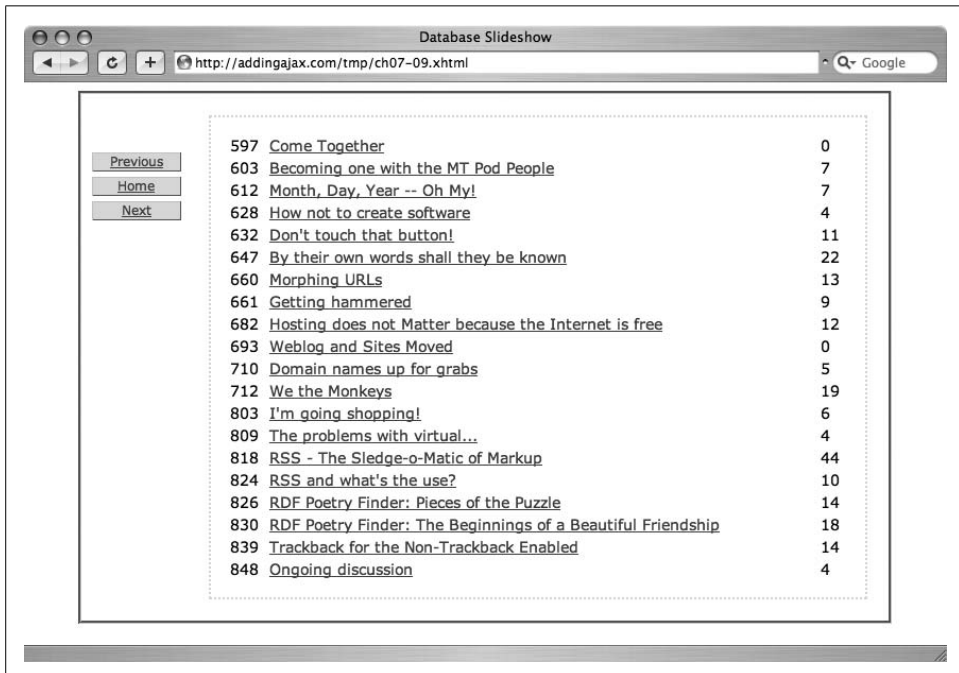 Database Slideshow
http://addingajax.com/tmp/ch07-09.xhtml
Google
Previous
Home
Next
597 Come Together 0
603 Becoming one with the MT Pod People 7
612 Month, Day, Year -- Oh My! 7
628 How not to create software 4
632 Don't touch that button! 11
647 By their own words shall they be known 22
660 Morphing URLs 13
661 Getting hammered 9
682 Hosting does not Matter because the Internet is free 12
693 Weblog and Sites Moved 0
710 Domain names up for grabs 5
712 We the Monkeys 19
803 I'm going shopping! 6
809 The problems with virtual... 4
818 RSS - The Sledge-o-Matic of Markup 44
824 RSS and what's the use? 10
826 RDF Poetry Finder: Pieces of the Puzzle 14
830 RDF Poetry Finder: The Beginnings of a Beautiful Friendship 18
839 Trackback for the Non-Trackback Enabled 14
848 Ongoing discussion 4